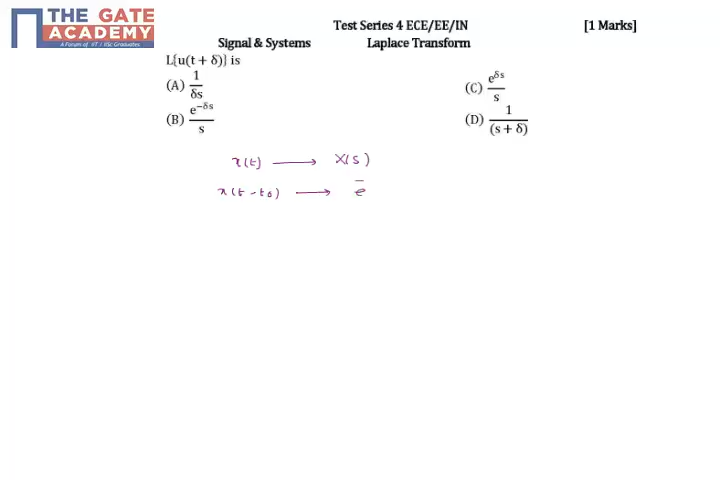 THE GATE
ACADEMY
A Forum of IIT / IISc Graduates
Test Series 4 ECE/EE/IN [1 Marks]
Signal & Systems Laplace Transform
L{u(t + δ)} is
(A) 1/δs
(B) e^−δs/s
(C) e^δs/s
(D) 1/(s + δ)
x(t) ⟶ X(s)
x(t − t₀) ⟶ e^−